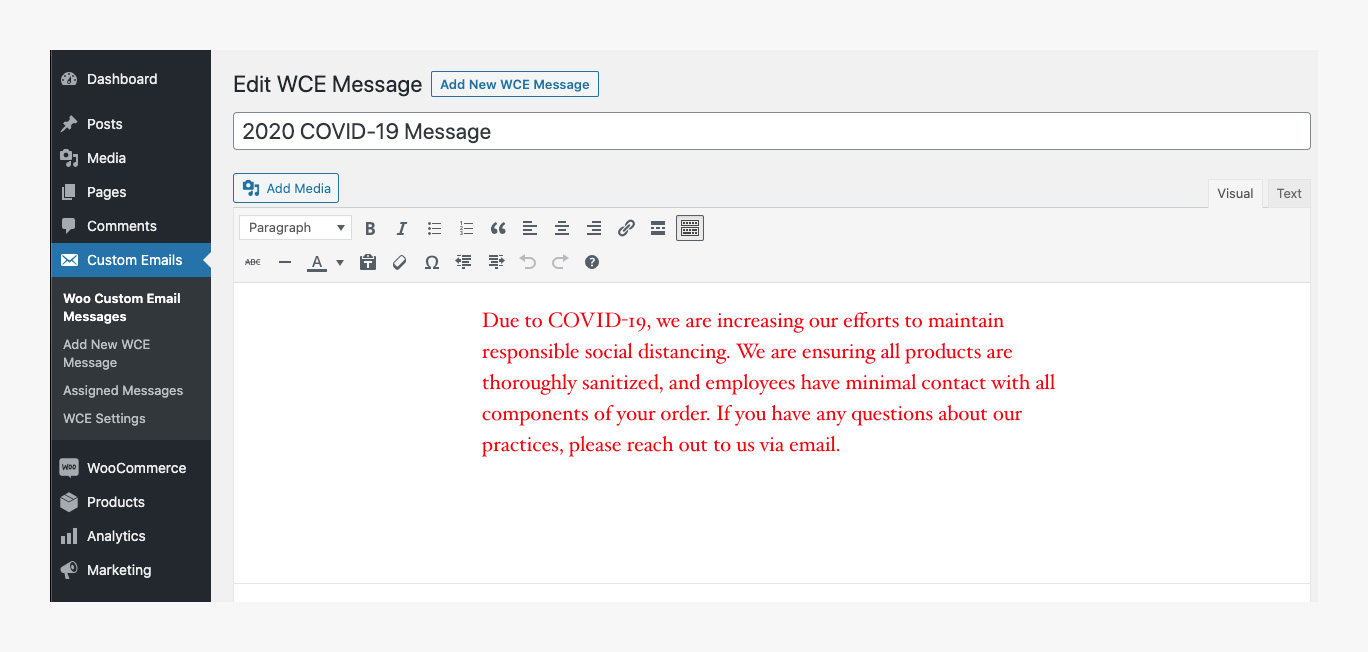 Dashboard
Posts
Media
Pages
Comments
Custom Emails
Woo Custom Email
Messages
Add New WCE
Message
Assigned Messages
WCE Settings
WOO WooCommerce
Products
Analytics
Marketing
Edit WCE Message Add New WCE Message
2020 COVID-19 Message
Add Media
Visual Text
Paragraph B I
ABC A Ω ?
Due to COVID-19, we are increasing our efforts to maintain
responsible social distancing. We are ensuring all products are
thoroughly sanitized, and employees have minimal contact with all
components of your order. If you have any questions about our
practices, please reach out to us via email.